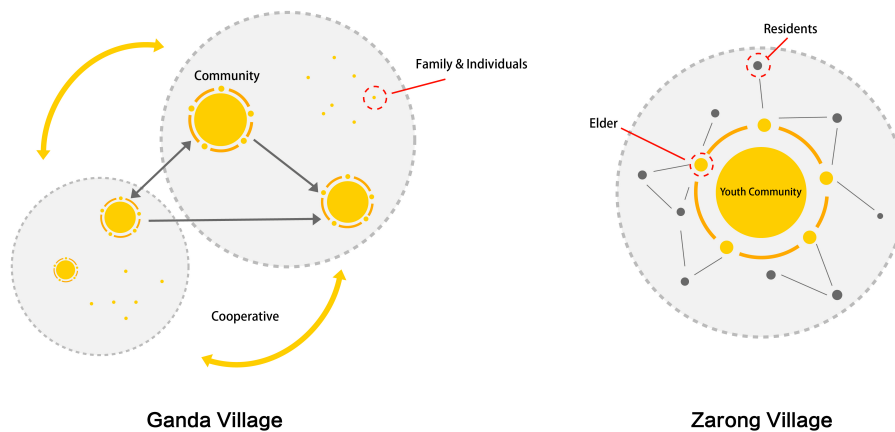 Community
Family & Individuals
Cooperative
Ganda Village
Residents
Elder
Youth Community
Zarong Village